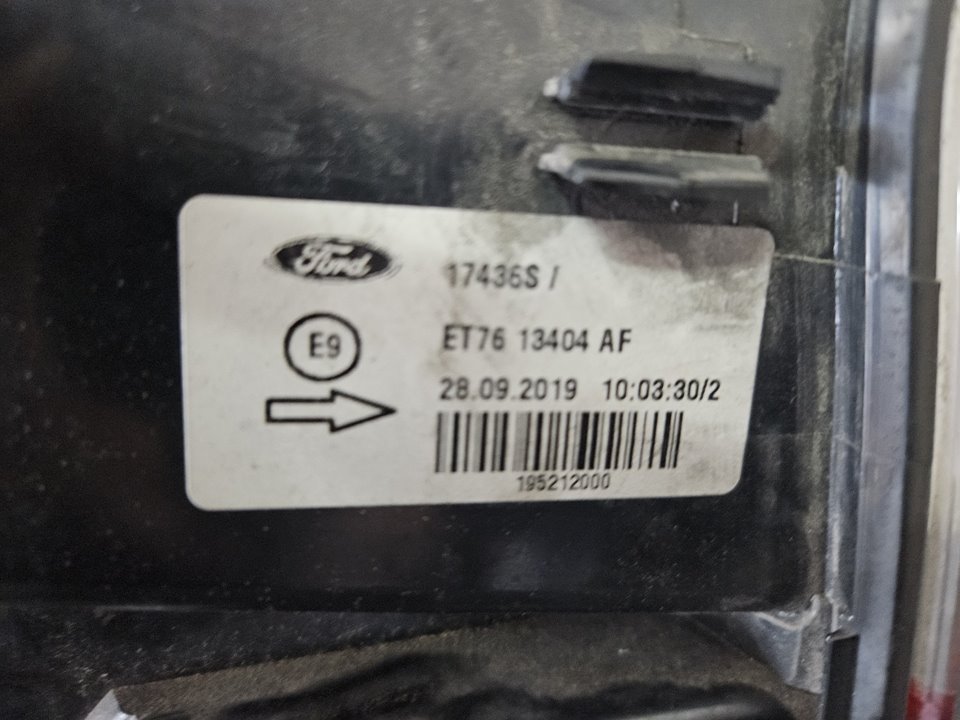 Ford
17436S /
E9
ET76 13404 AF
28.09.2019 10:03:30/2
195212000